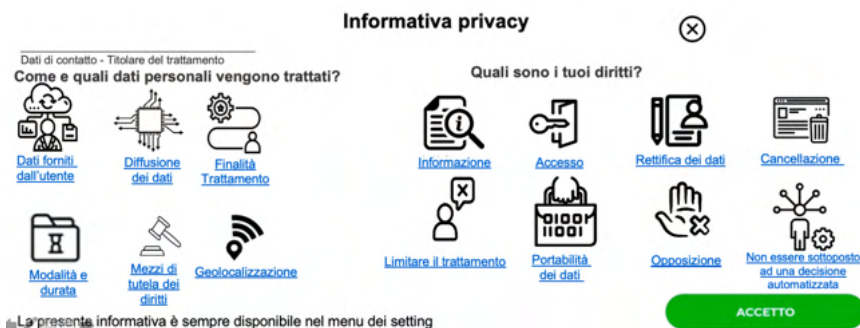 Informativa privacy
Dati di contatto - Titolare del trattamento
Come e quali dati personali vengono trattati?
Dati forniti
dall'utente
Diffusione
dei dati
Finalità
Trattamento
Modalità e
durata
Mezzi di
tutela dei
diritti
Geolocalizzazione
Quali sono i tuoi diritti?
Informazione
Accesso
Rettifica dei dati
Cancellazione
Limitare il trattamento
01001
11001
Portabilità
dei dati
Opposizione
Non essere sottoposto
ad una decisione
automatizzata
La presente informativa è sempre disponibile nel menu dei setting
ACCETTO